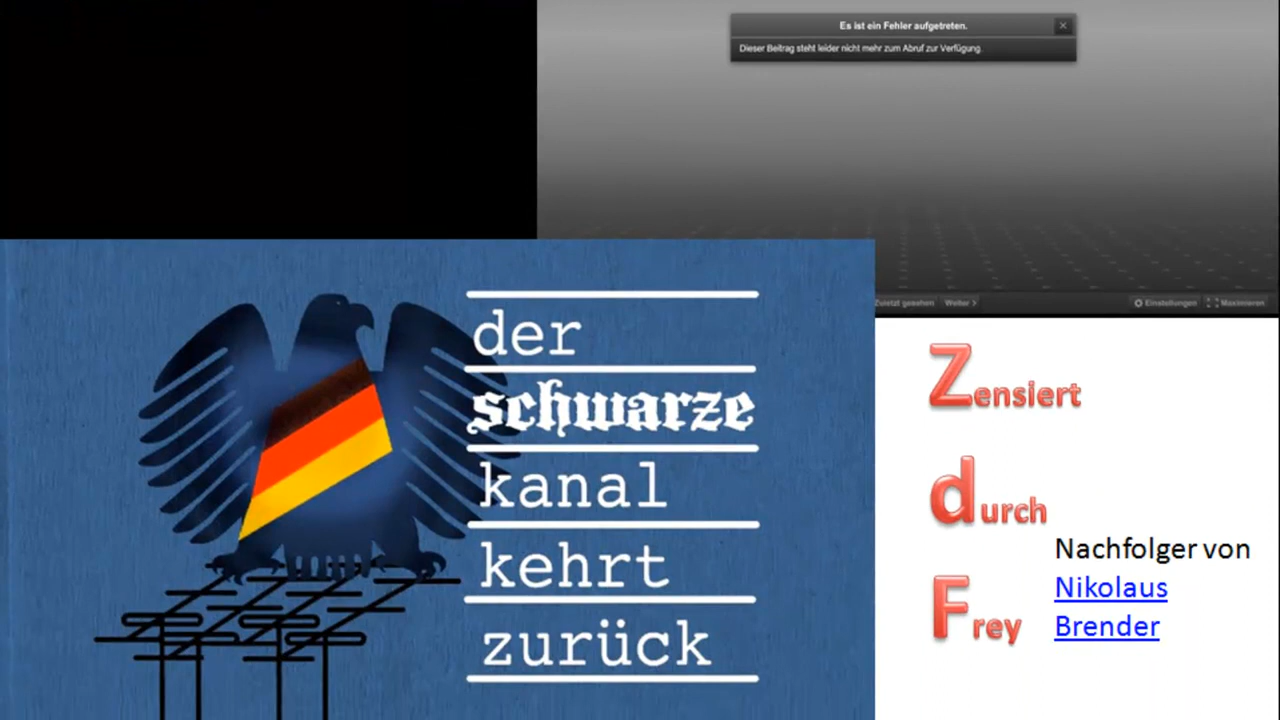 Es ist ein Fehler aufgetreten.
Dieser Beitrag steht leider nicht mehr zum Abruf zur Verfügung.
Zuletzt gesehen Weiter > Einstellungen Maximieren
der
schwarze
kanal
kehrt
zurück
Zensiert
durch
Frey
Nachfolger von
Nikolaus
Brender